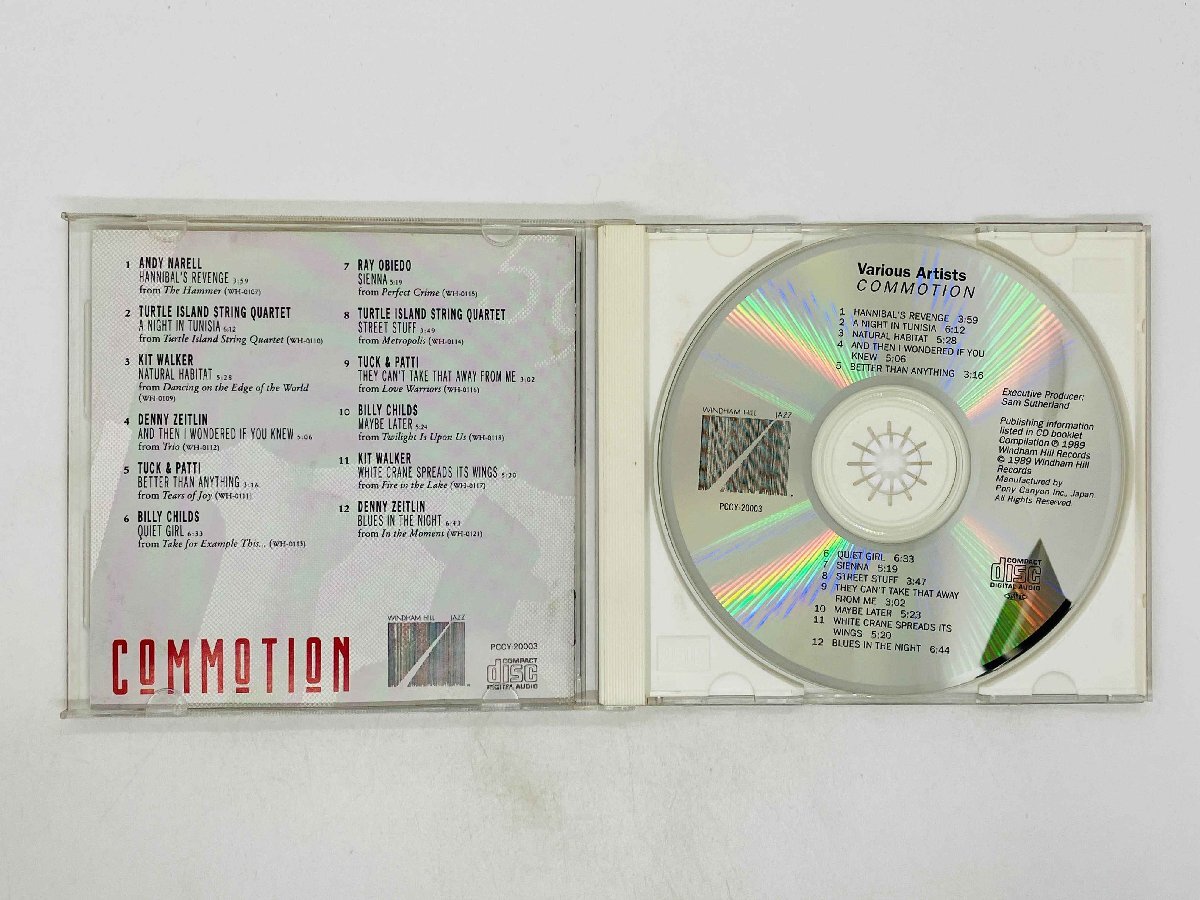 1 ANDY NARELL
HANNIBAL'S REVENGE 3:59
from The Hammer (WH-0107)
2 TURTLE ISLAND STRING QUARTET
A NIGHT IN TUNISIA 6:12
from Turtle Island String Quartet (WH-0110)
3 KIT WALKER
NATURAL HABITAT 5:28
from Dancing on the Edge of the World
(WH-0109)
4 DENNY ZEITLIN
AND THEN I WONDERED IF YOU KNEW 5:06
from Trio (WH-0112)
5 TUCK & PATTI
BETTER THAN ANYTHING 3:16
from Tears of Joy (WH-0111)
6 BILLY CHILDS
QUIET GIRL 6:33
from Take for Example This... (WH-0113)
7 RAY OBIEDO
SIENNA 5:19
from Perfect Crime (WH-0115)
8 TURTLE ISLAND STRING QUARTET
STREET STUFF 3:49
from Metropolis (WH-0114)
9 TUCK & PATTI
THEY CAN'T TAKE THAT AWAY FROM ME 3:02
from Love Warriors (WH-0116)
10 BILLY CHILDS
MAYBE LATER 5:24
from Twilight Is Upon Us (WH-0118)
11 KIT WALKER
WHITE CRANE SPREADS ITS WINGS 5:20
from Fire in the Lake (WH-0117)
12 DENNY ZEITLIN
BLUES IN THE NIGHT 6:43
from In the Moment (WH-0121)
COMMOTION
WINDHAM HILL JAZZ
PCCY-20003
COMPACT
disc
DIGITAL AUDIO
Various Artists
COMMOTION
1 HANNIBAL'S REVENGE 3:59
2 A NIGHT IN TUNISIA 6:12
3 NATURAL HABITAT 5:28
4 AND THEN I WONDERED IF YOU
KNEW 5:06
5 BETTER THAN ANYTHING 3:16
Executive Producer:
Sam Sutherland
Publishing information
listed in CD booklet
Compilation ℗ 1989
Windham Hill Records
© 1989 Windham Hill
Records
Manufactured by
Pony Canyon Inc., Japan.
All Rights Reserved.
WINDHAM HILL JAZZ
PCCY-20003
6 QUIET GIRL 6:33
7 SIENNA 5:19
8 STREET STUFF 3:47
9 THEY CAN'T TAKE THAT AWAY
FROM ME 3:02
10 MAYBE LATER 5:23
11 WHITE CRANE SPREADS ITS
WINGS 5:20
12 BLUES IN THE NIGHT 6:44
COMPACT
disc
DIGITAL AUDIO